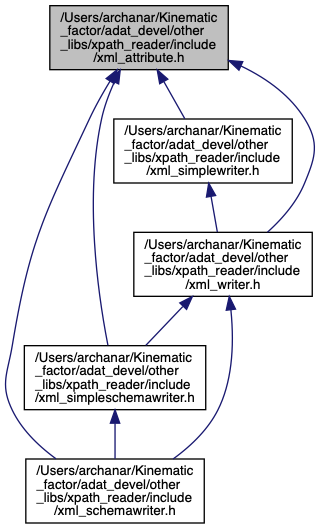 /Users/archanar/Kinematic
_factor/adat_devel/other
_libs/xpath_reader/include
/xml_attribute.h
/Users/archanar/Kinematic
_factor/adat_devel/other
_libs/xpath_reader/include
/xml_simplewriter.h
/Users/archanar/Kinematic
_factor/adat_devel/other
_libs/xpath_reader/include
/xml_writer.h
/Users/archanar/Kinematic
_factor/adat_devel/other
_libs/xpath_reader/include
/xml_simpleschemawriter.h
/Users/archanar/Kinematic
_factor/adat_devel/other
_libs/xpath_reader/include
/xml_schemawriter.h